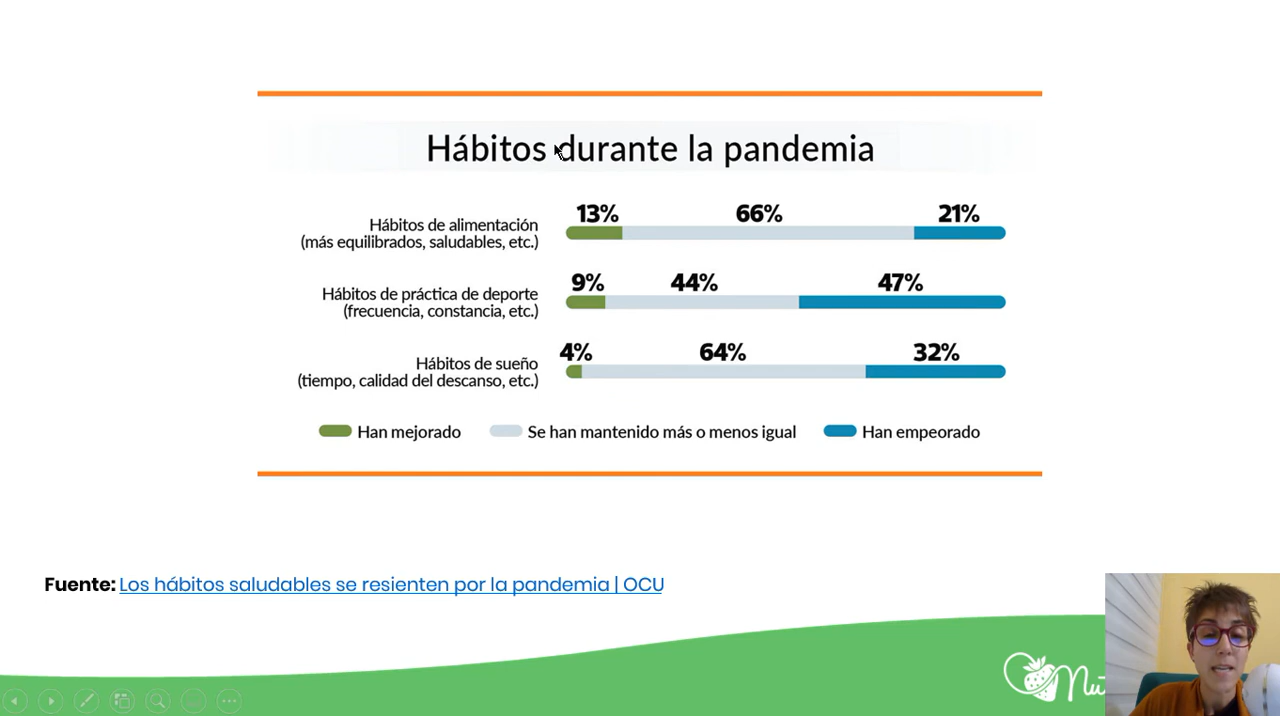 Hábitos durante la pandemia
13% 66% 21%
Hábitos de alimentación
(más equilibrados, saludables, etc.)
9% 44% 47%
Hábitos de práctica de deporte
(frecuencia, constancia, etc.)
4% 64% 32%
Hábitos de sueño
(tiempo, calidad del descanso, etc.)
Han mejorado Se han mantenido más o menos igual Han empeorado
Fuente: Los hábitos saludables se resienten por la pandemia | OCU